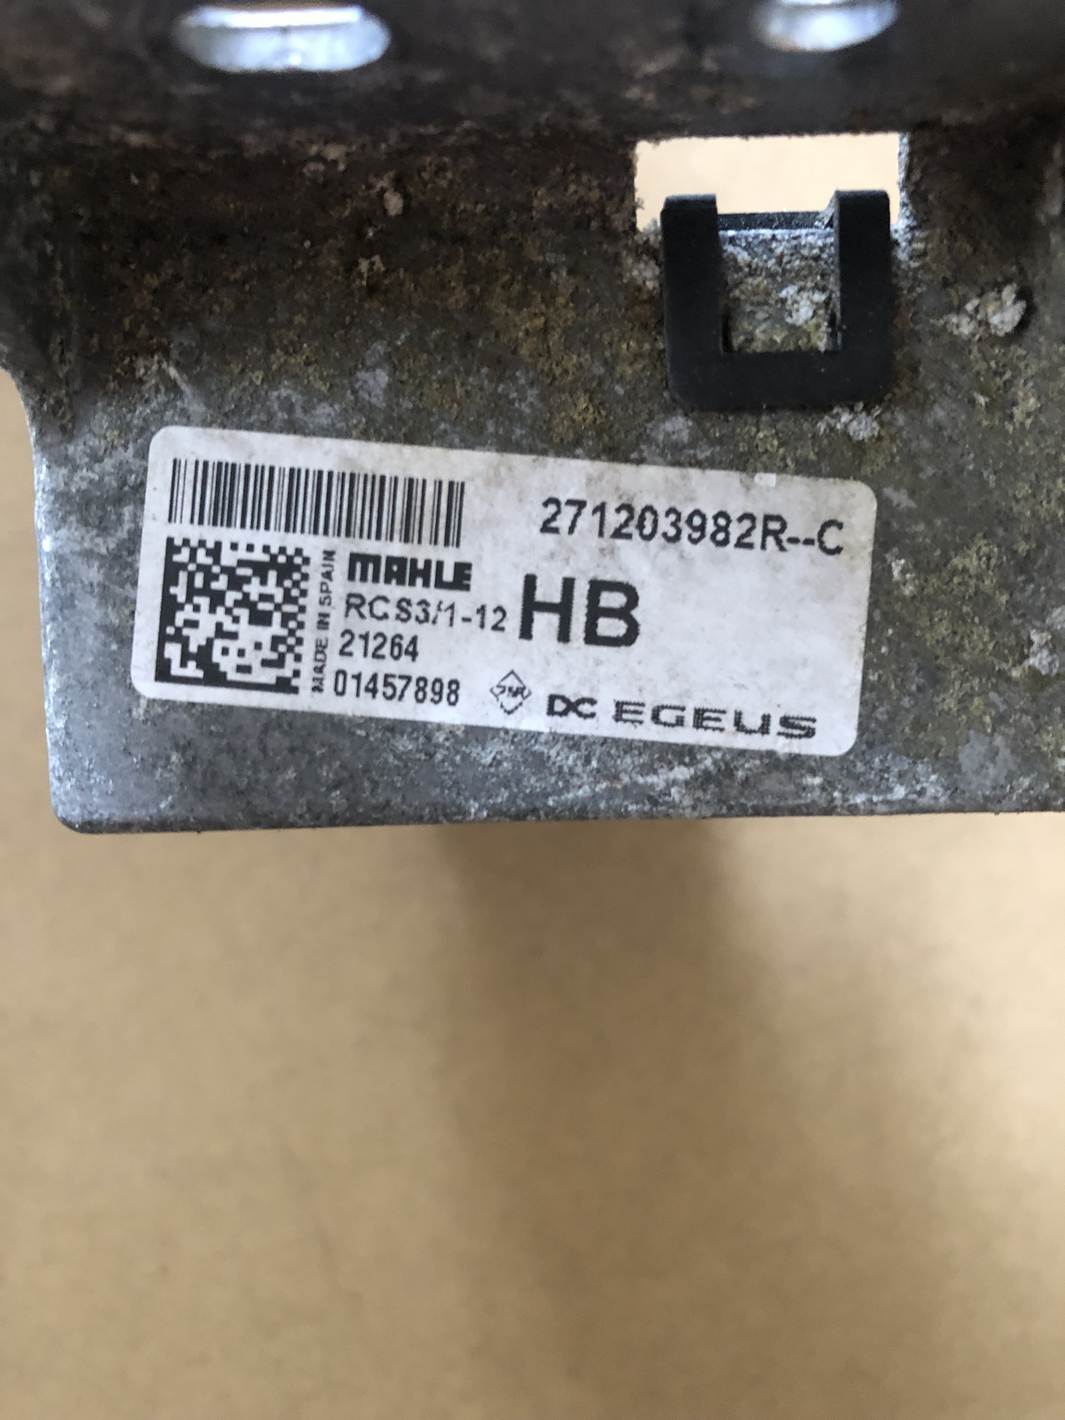 271203982R--C
MAHLE
RCS3/1-12
HB
21264
01457898
MADE IN SPAIN
DC EGEUS